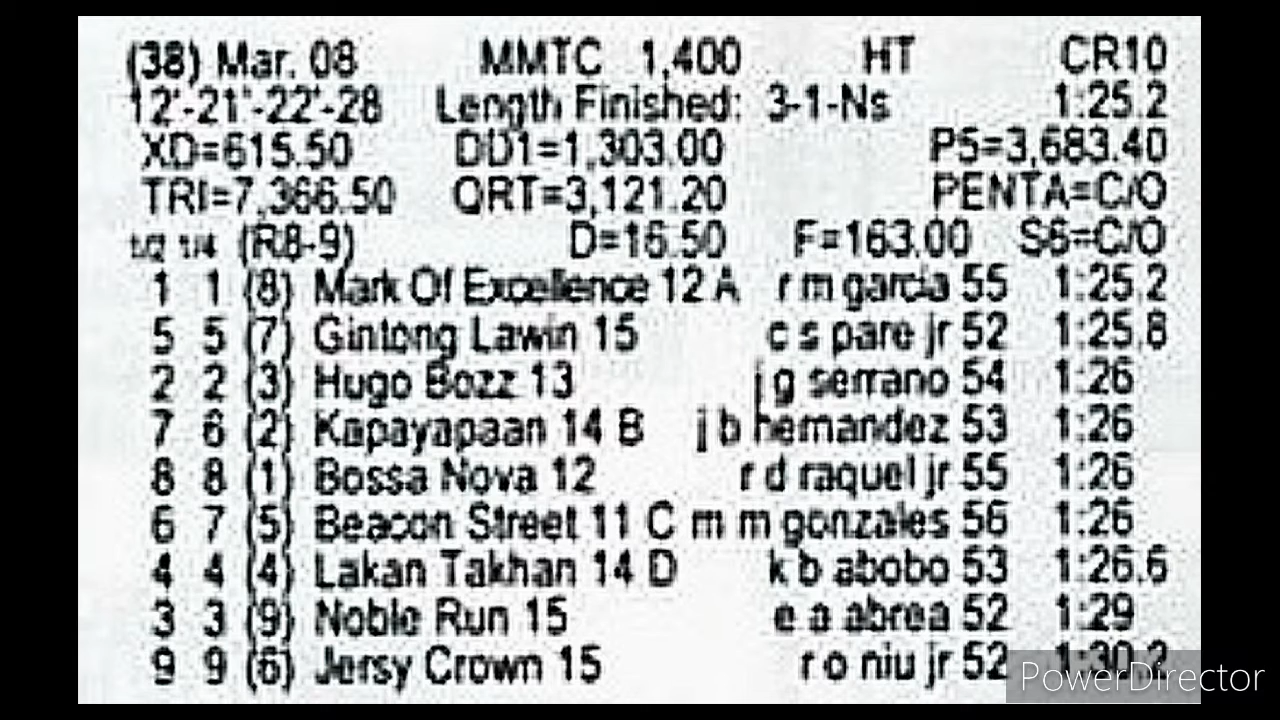 (38) Mar. 08 MMTC 1,400 HT CR10
12'-21'-22'-28 Length Finished: 3-1-Ns 1:25.2
XD=615.50 DD1=1,303.00 P5=3,683.40
TRI=7,366.50 QRT=3,121.20 PENTA=C/O
1/2 1/4 (R8-9) D=16.50 F=163.00 S6=C/O
1 1 (8) Mark Of Excellence 12 A r m garcia 55 1:25.2
5 5 (7) Gintong Lawin 15 c s pare jr 52 1:25.8
2 2 (3) Hugo Bozz 13 j g serrano 54 1:26
7 6 (2) Kapayapaan 14 B j b hernandez 53 1:26
8 8 (1) Bossa Nova 12 r d raquel jr 55 1:26
6 7 (5) Beacon Street 11 C m m gonzales 56 1:26
4 4 (4) Lakan Takhan 14 D k b abobo 53 1:26.6
3 3 (9) Noble Run 15 e a abrea 52 1:29
9 9 (6) Jersy Crown 15 r o niu jr 52 1:30.2
PowerDirector